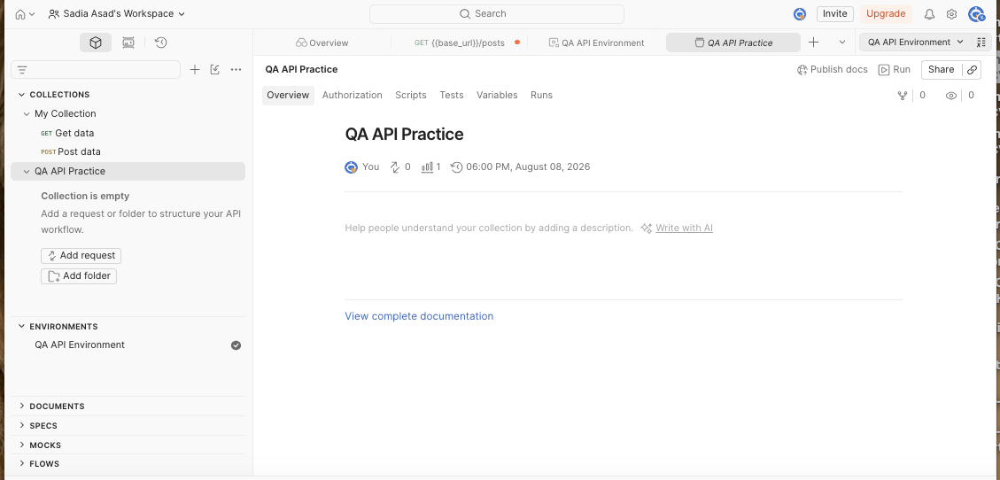 Sadia Asad's Workspace
Search
Invite
Upgrade
Overview
GET {{base_url}}/posts
QA API Environment
QA API Practice
QA API Environment
COLLECTIONS
My Collection
GET Get data
POST Post data
QA API Practice
Collection is empty
Add a request or folder to structure your API
workflow.
Add request
Add folder
ENVIRONMENTS
QA API Environment
DOCUMENTS
SPECS
MOCKS
FLOWS
QA API Practice
Publish docs
Run
Share
Overview Authorization Scripts Tests Variables Runs
0
0
QA API Practice
You 0 1 06:00 PM, August 08, 2026
Help people understand your collection by adding a description. Write with AI
View complete documentation